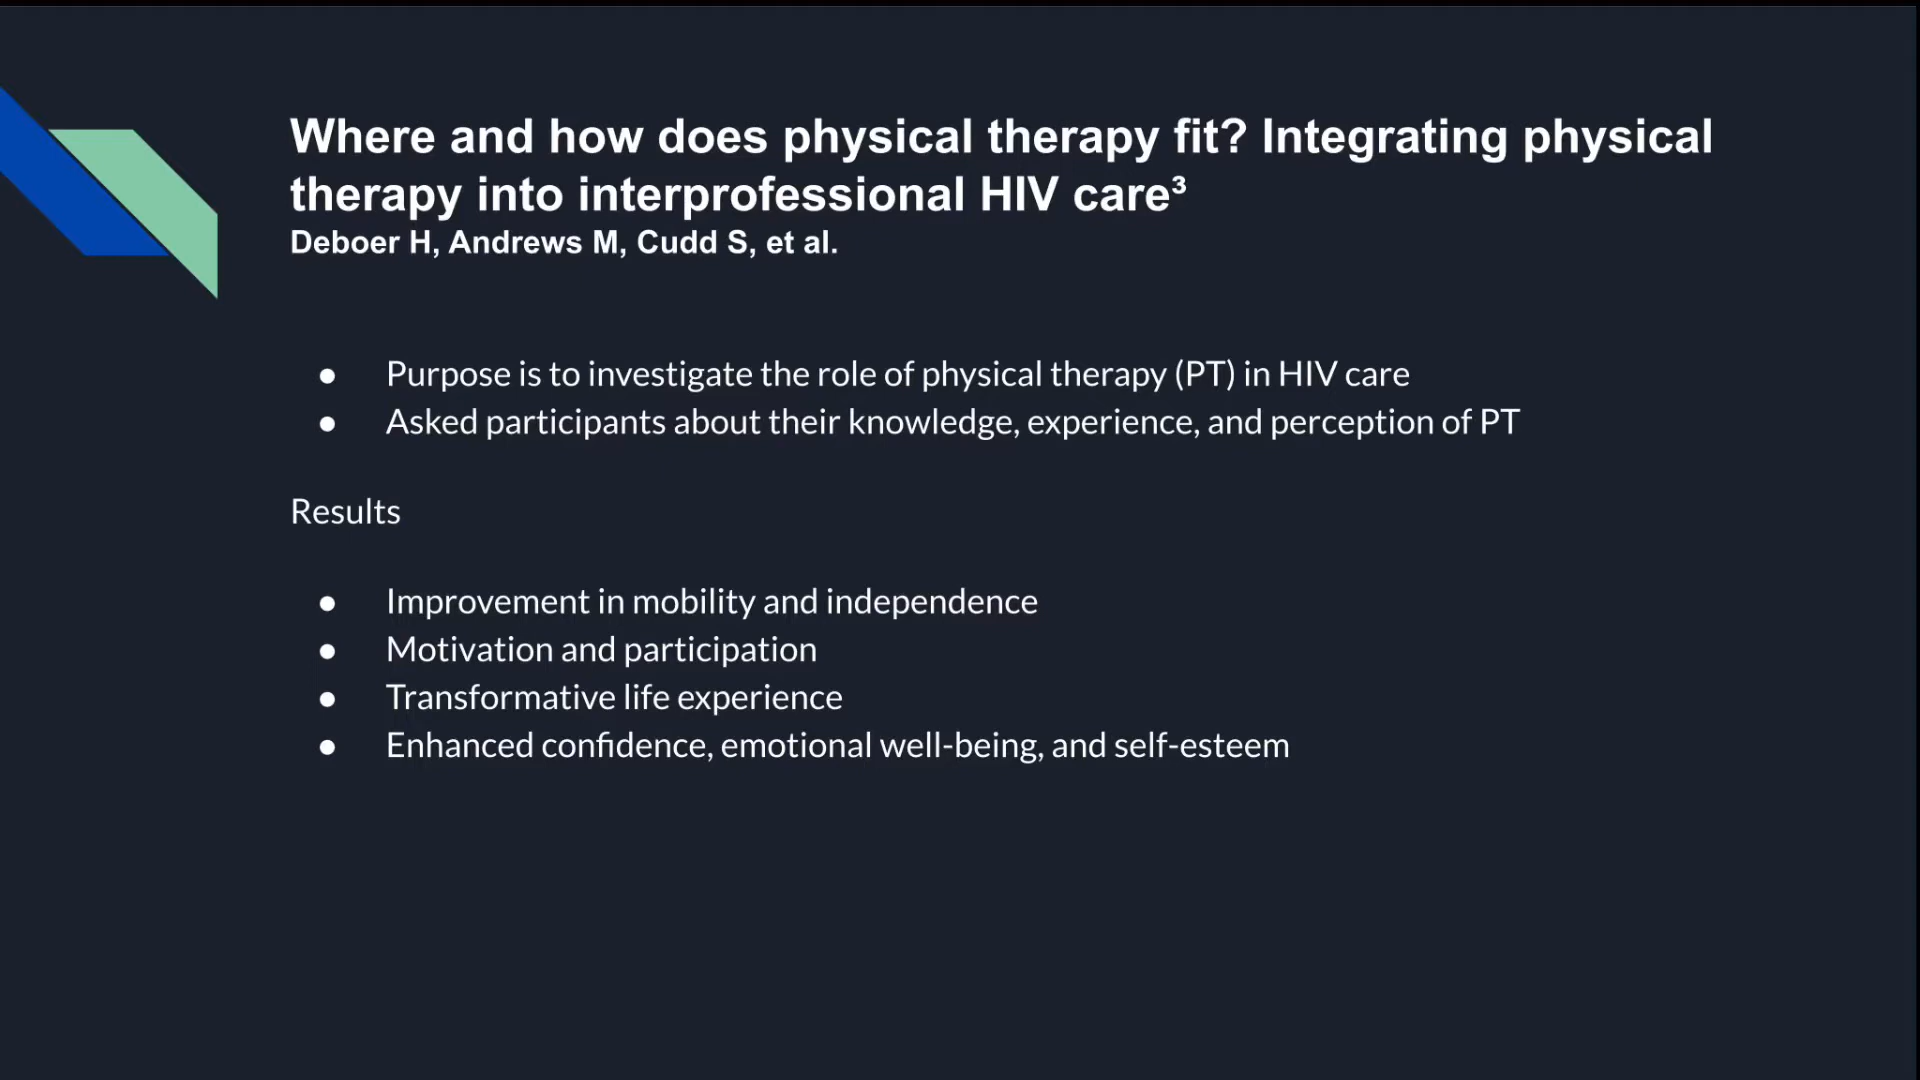 Where and how does physical therapy fit? Integrating physical
therapy into interprofessional HIV care³
Deboer H, Andrews M, Cudd S, et al.
● Purpose is to investigate the role of physical therapy (PT) in HIV care
● Asked participants about their knowledge, experience, and perception of PT
Results
● Improvement in mobility and independence
● Motivation and participation
● Transformative life experience
● Enhanced confidence, emotional well-being, and self-esteem